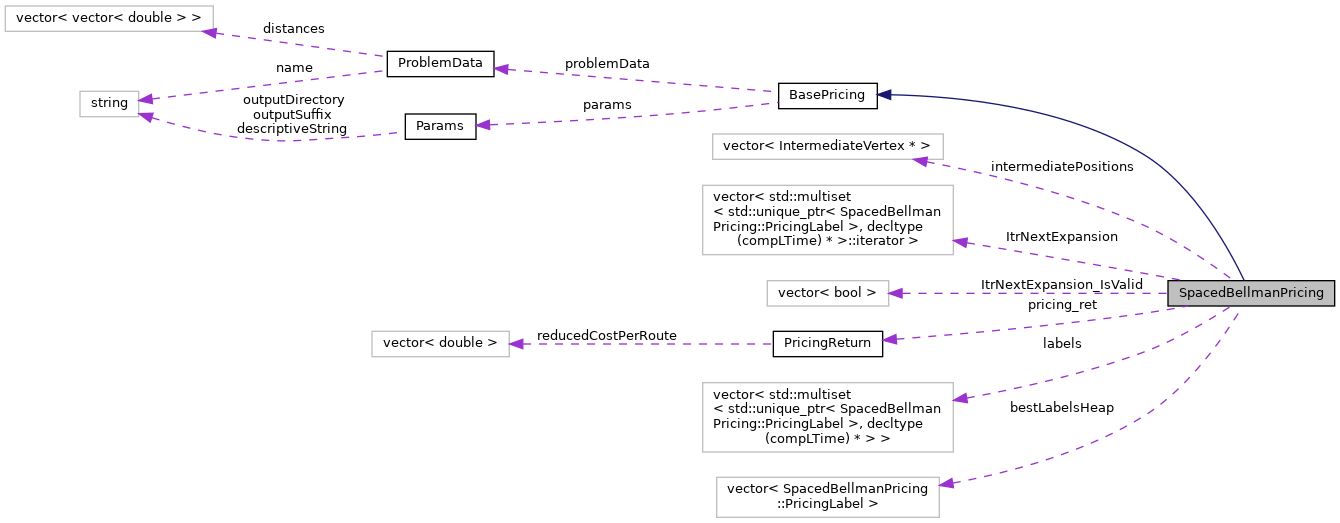 vector< vector< double > >
distances
ProblemData
name
problemData
string
outputDirectory
outputSuffix
descriptiveString
Params
params
BasePricing
vector< IntermediateVertex * >
intermediatePositions
vector< std::multiset
< std::unique_ptr< SpacedBellman
Pricing::PricingLabel >, decltype
(compLTime) * >::iterator >
ItrNextExpansion
vector< bool >
ItrNextExpansion_IsValid
SpacedBellmanPricing
pricing_ret
vector< double >
reducedCostPerRoute
PricingReturn
labels
vector< std::multiset
< std::unique_ptr< SpacedBellman
Pricing::PricingLabel >, decltype
(compLTime) * > >
bestLabelsHeap
vector< SpacedBellmanPricing
::PricingLabel >